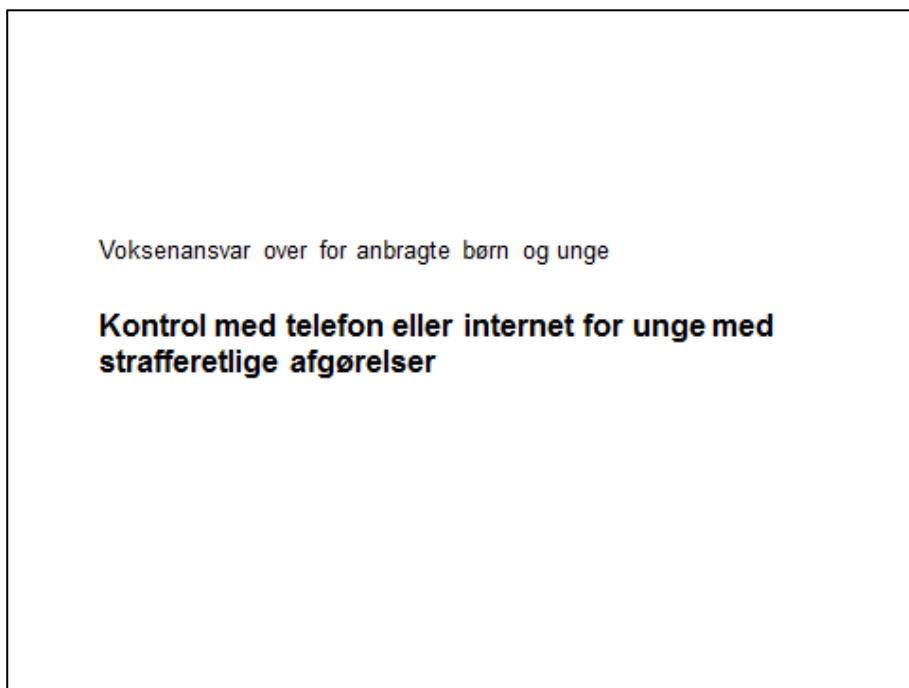 Voksenansvar over for anbragte børn og unge
Kontrol med telefon eller internet for unge med
strafferetlige afgørelser